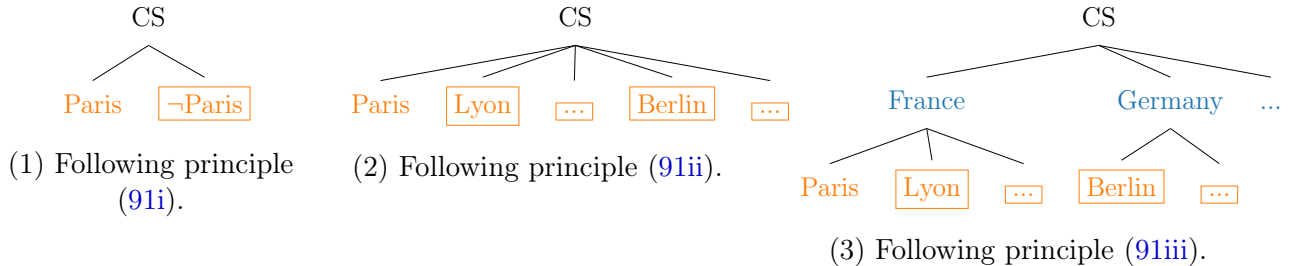 CS
Paris ¬Paris
(1) Following principle
(91i).
CS
Paris Lyon ... Berlin ...
(2) Following principle (91ii).
CS
France Germany ...
Paris Lyon ... Berlin ...
(3) Following principle (91iii).